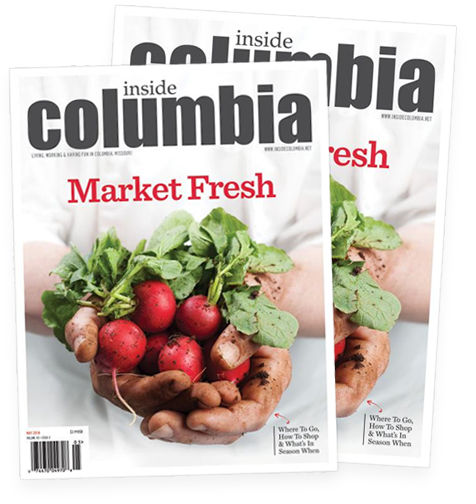 inside
columbia
LIVING, WORKING & HAVING FUN IN COLUMBIA, MISSOURI
WWW.INSIDECOLUMBIA.NET
Market Fresh
Where To Go,
How To Shop
& What's In
Season When
inside
mbia
WWW.INSIDECOLUMBIA.NET
resh
Where To Go,
How To Shop
& What's In
Season When